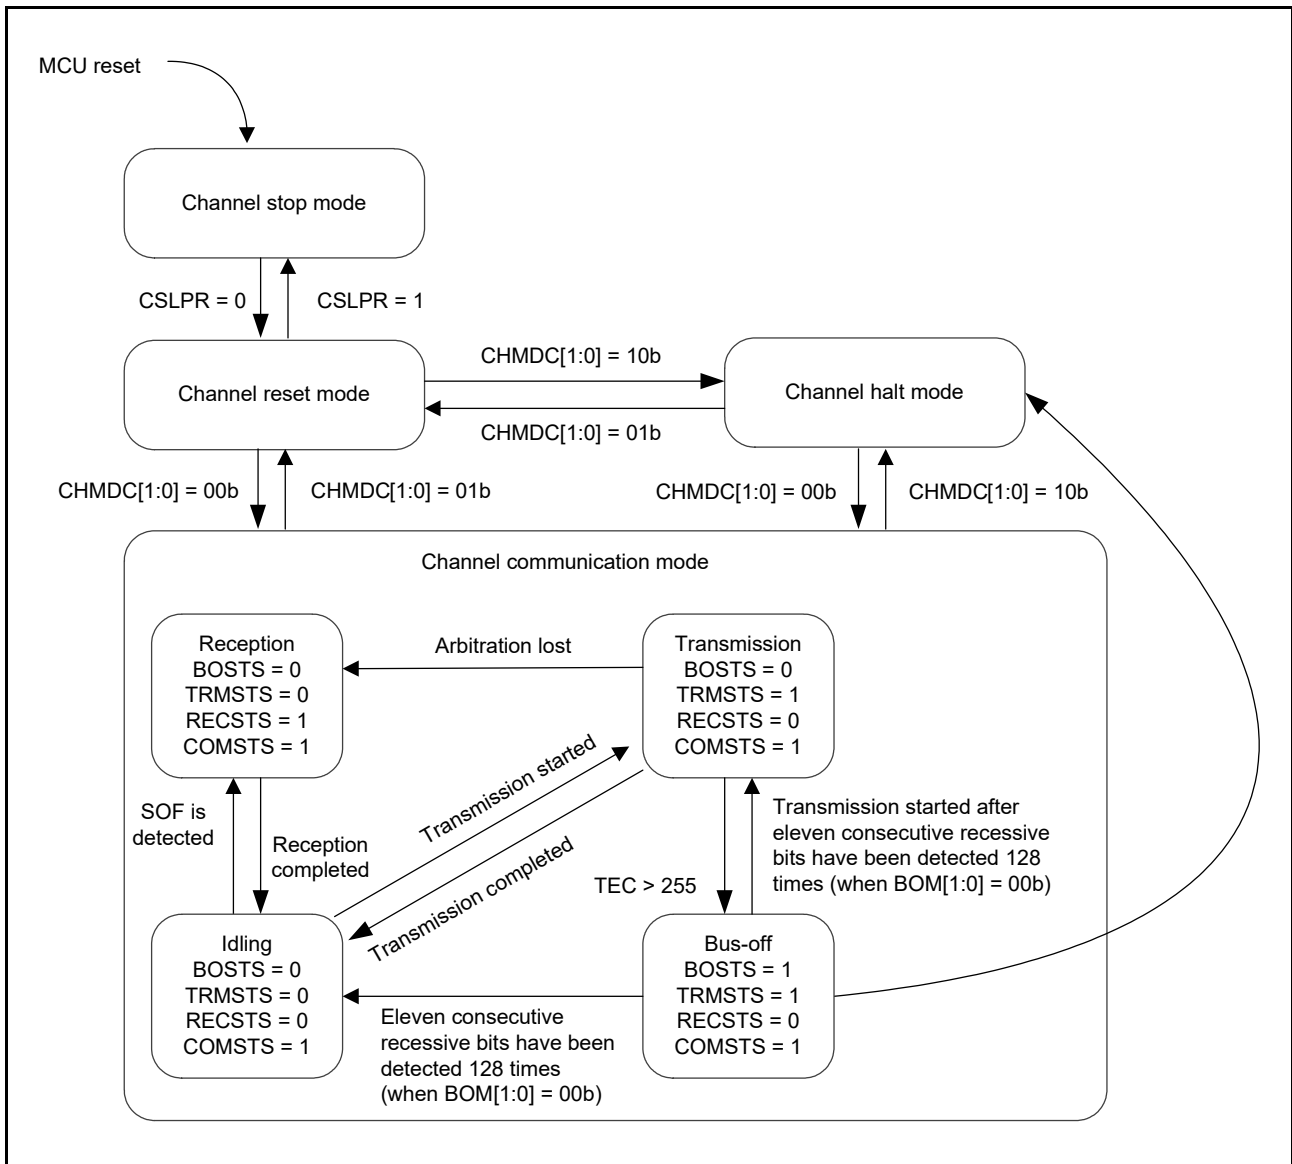 MCU reset
Channel stop mode
CSLPR = 0
CSLPR = 1
Channel reset mode
CHMDC[1:0] = 10b
CHMDC[1:0] = 01b
Channel halt mode
CHMDC[1:0] = 00b
CHMDC[1:0] = 01b
CHMDC[1:0] = 00b
CHMDC[1:0] = 10b
Channel communication mode
Reception
BOSTS = 0
TRMSTS = 0
RECSTS = 1
COMSTS = 1
Arbitration lost
Transmission
BOSTS = 0
TRMSTS = 1
RECSTS = 0
COMSTS = 1
SOF is
detected
Reception
completed
Transmission started
Transmission completed
TEC > 255
Transmission started after
eleven consecutive recessive
bits have been detected 128
times (when BOM[1:0] = 00b)
Idling
BOSTS = 0
TRMSTS = 0
RECSTS = 0
COMSTS = 1
Eleven consecutive
recessive bits have been
detected 128 times
(when BOM[1:0] = 00b)
Bus-off
BOSTS = 1
TRMSTS = 1
RECSTS = 0
COMSTS = 1